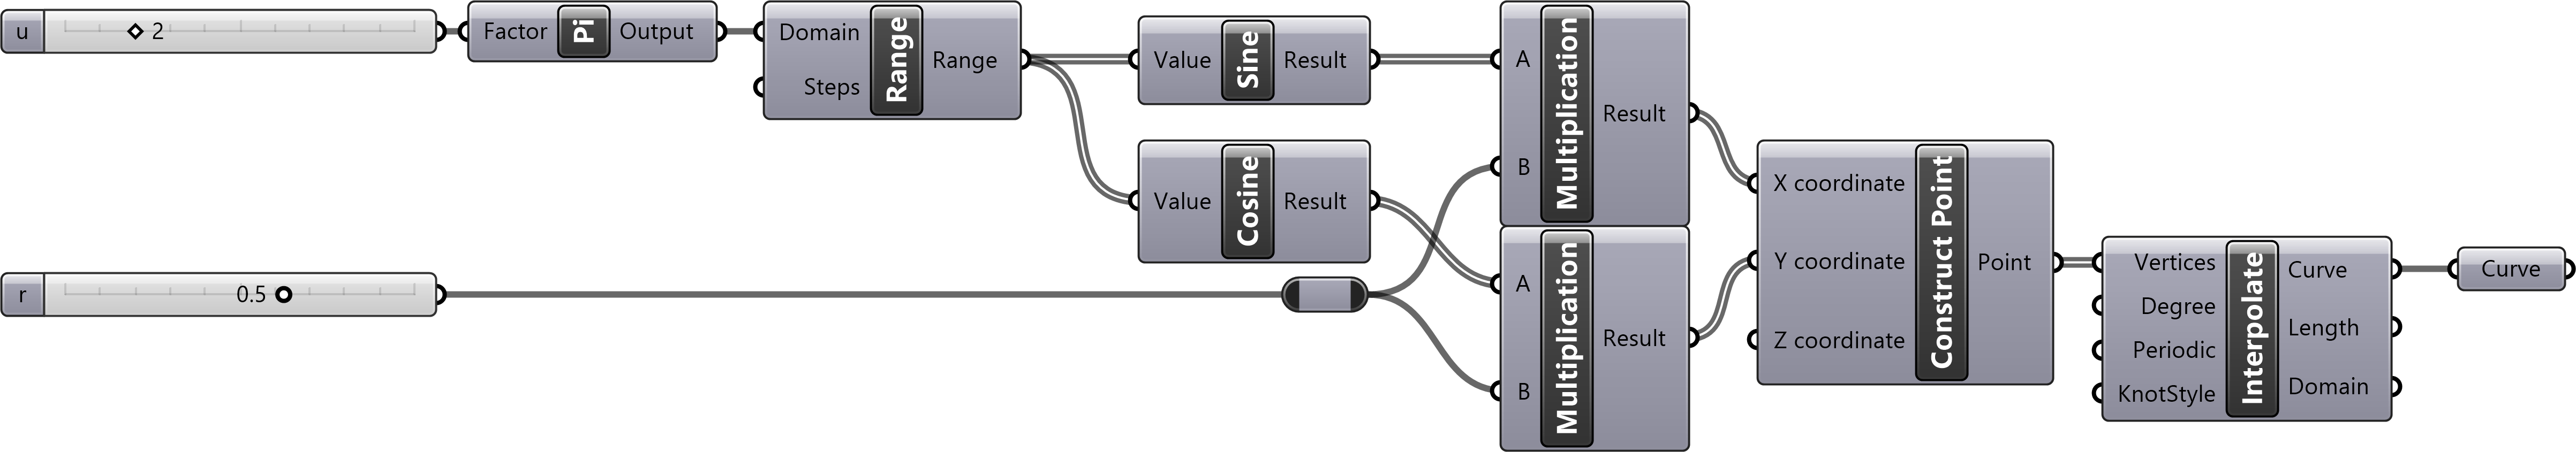 u
2
Factor
Pi
Output
Domain
Steps
Range
Range
Value
Sine
Result
Value
Cosine
Result
r
0.5
A
B
Multiplication
Result
A
B
Multiplication
Result
X coordinate
Y coordinate
Z coordinate
Construct Point
Point
Vertices
Degree
Periodic
KnotStyle
Interpolate
Curve
Length
Domain
Curve